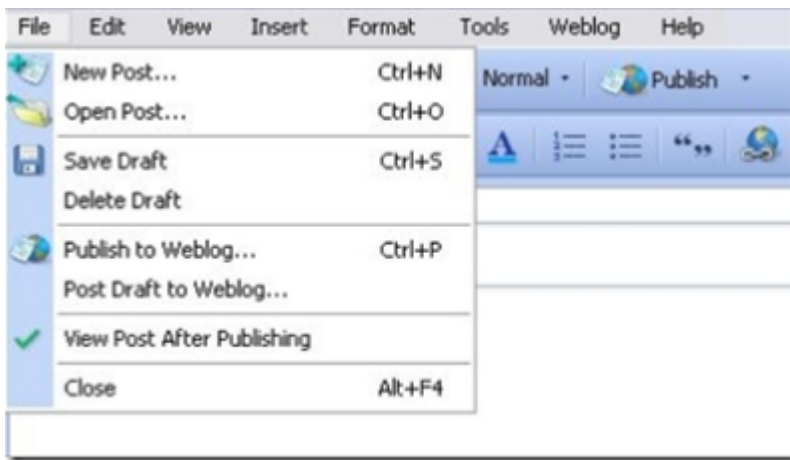 File Edit View Insert Format Tools Weblog Help
New Post... Ctrl+N
Normal Publish
Open Post... Ctrl+O
Save Draft Ctrl+S
A
Delete Draft
Publish to Weblog... Ctrl+P
Post Draft to Weblog...
View Post After Publishing
Close Alt+F4